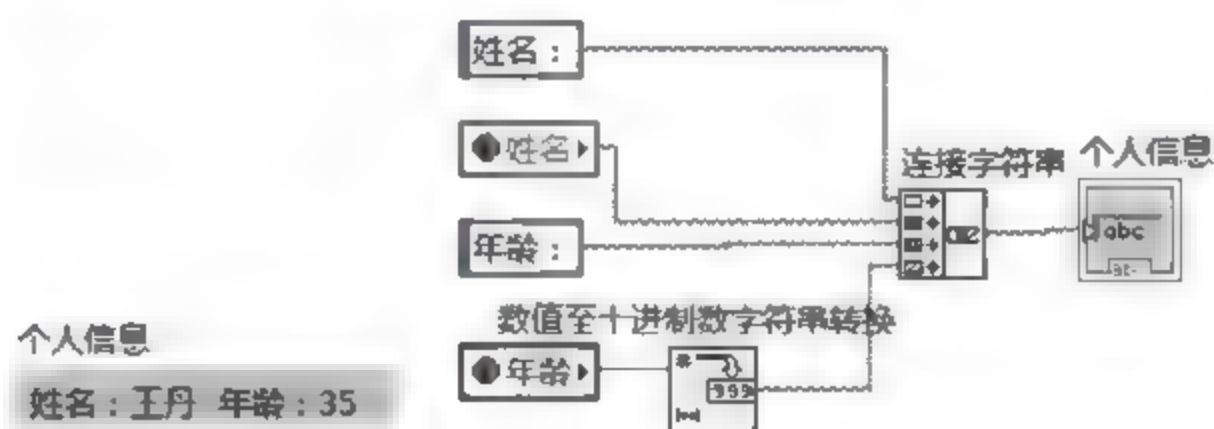 姓名：
姓名
连接字符串
个人信息
年龄：
abc
数值至十进制数字符串转换
年龄
999
个人信息
姓名：王丹 年龄：35